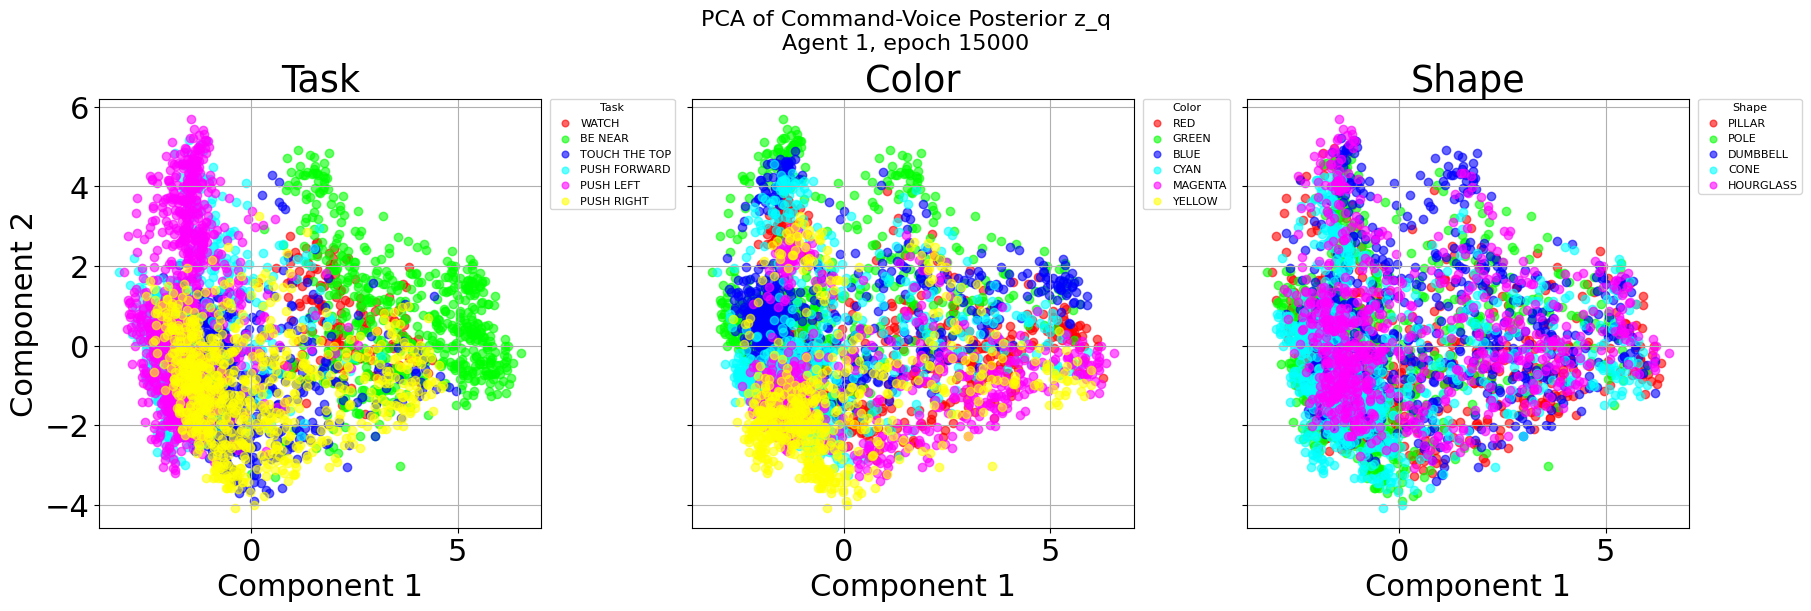 PCA of Command-Voice Posterior z_q
Agent 1, epoch 15000
Task
Component 2
6
4
2
0
−2
−4
0
5
Component 1
Task
WATCH
BE NEAR
TOUCH THE TOP
PUSH FORWARD
PUSH LEFT
PUSH RIGHT
Color
0
5
Component 1
Color
RED
GREEN
BLUE
CYAN
MAGENTA
YELLOW
Shape
0
5
Component 1
Shape
PILLAR
POLE
DUMBBELL
CONE
HOURGLASS